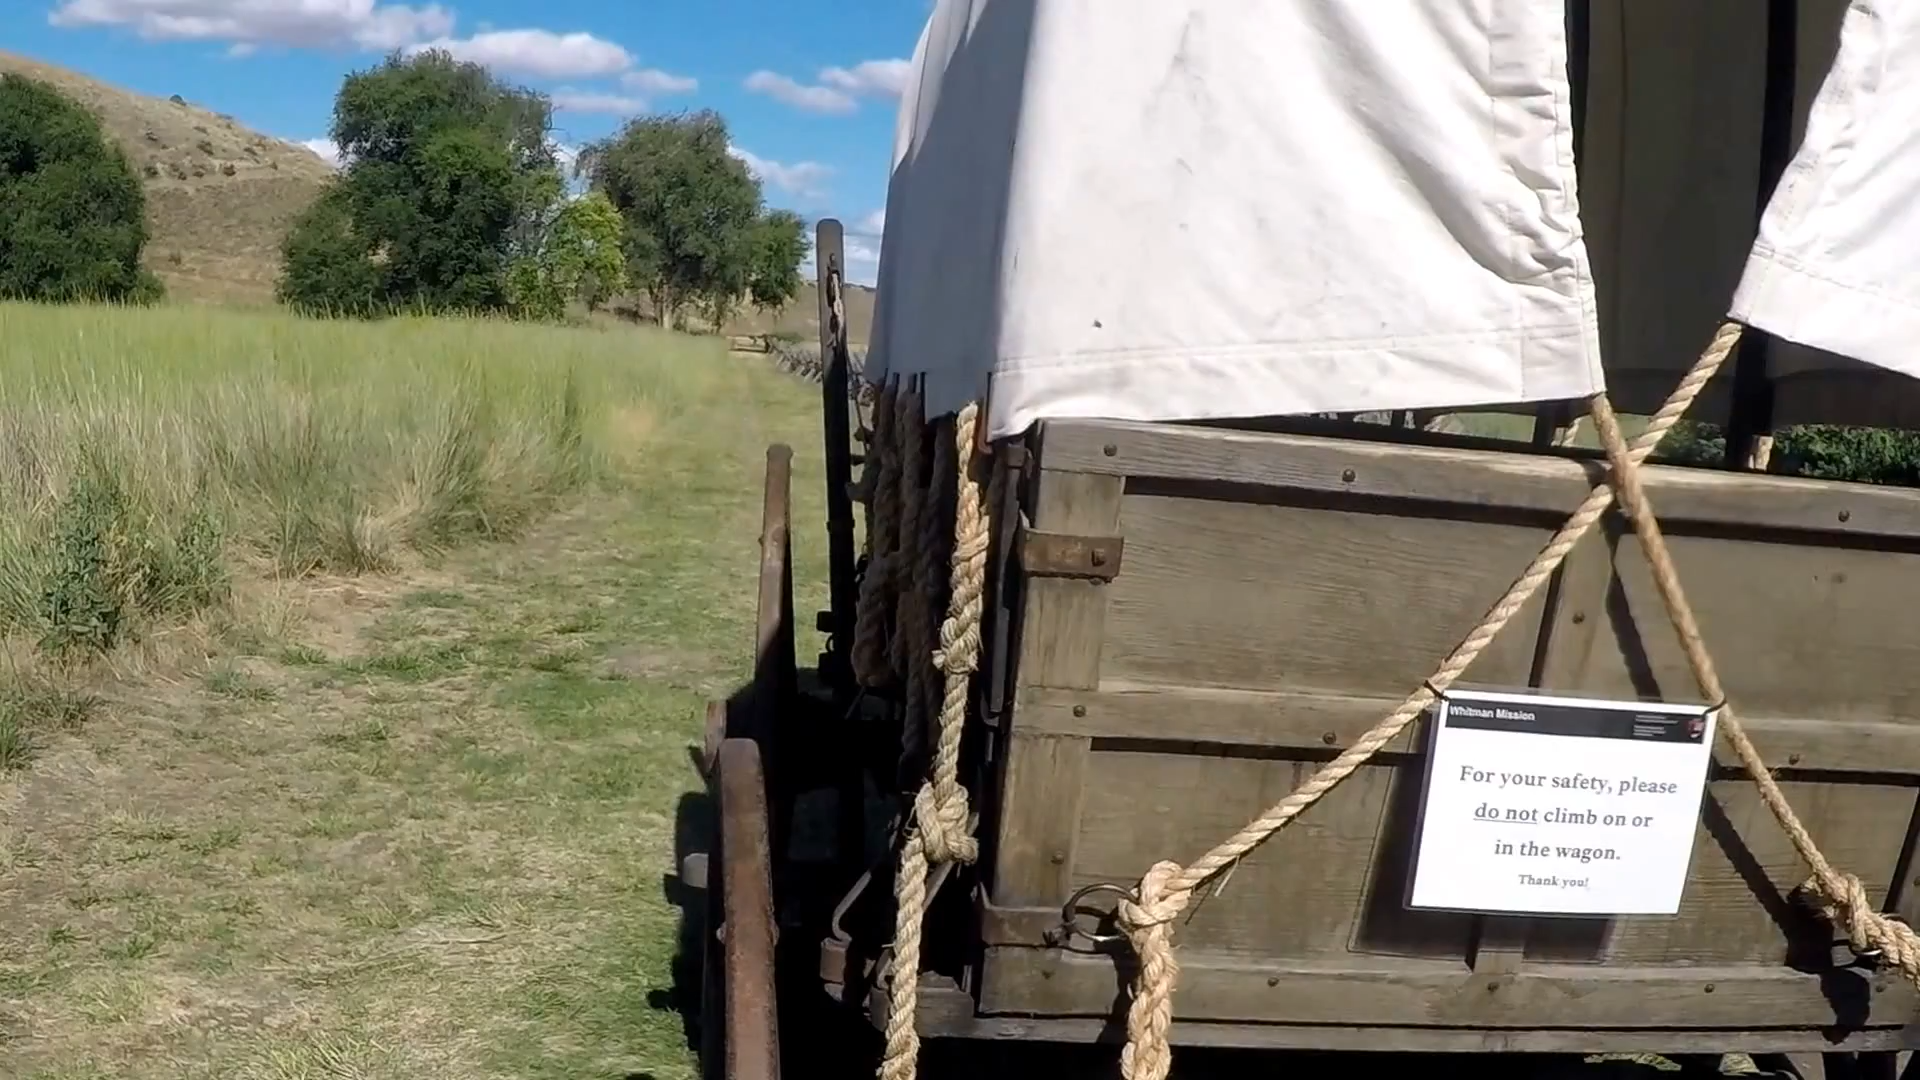 Whitman Mission
For your safety, please
do not climb on or
in the wagon.
Thank you!